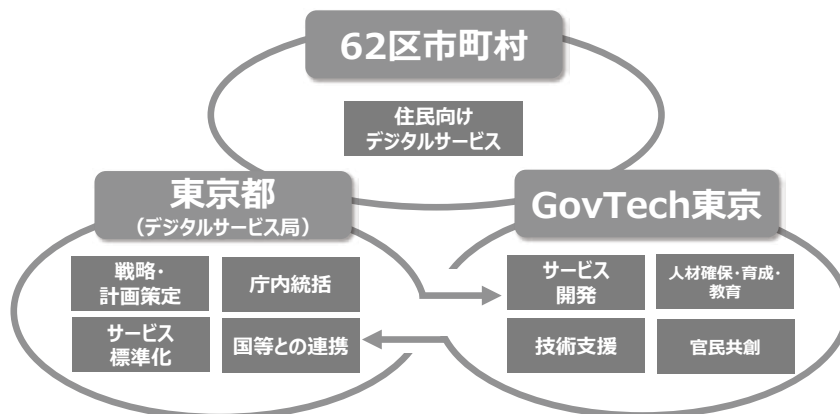 62区市町村
住民向け
デジタルサービス
東京都
（デジタルサービス局）
戦略・
計画策定
庁内統括
サービス
標準化
国等との連携
GovTech東京
サービス
開発
人材確保・育成・
教育
技術支援
官民共創